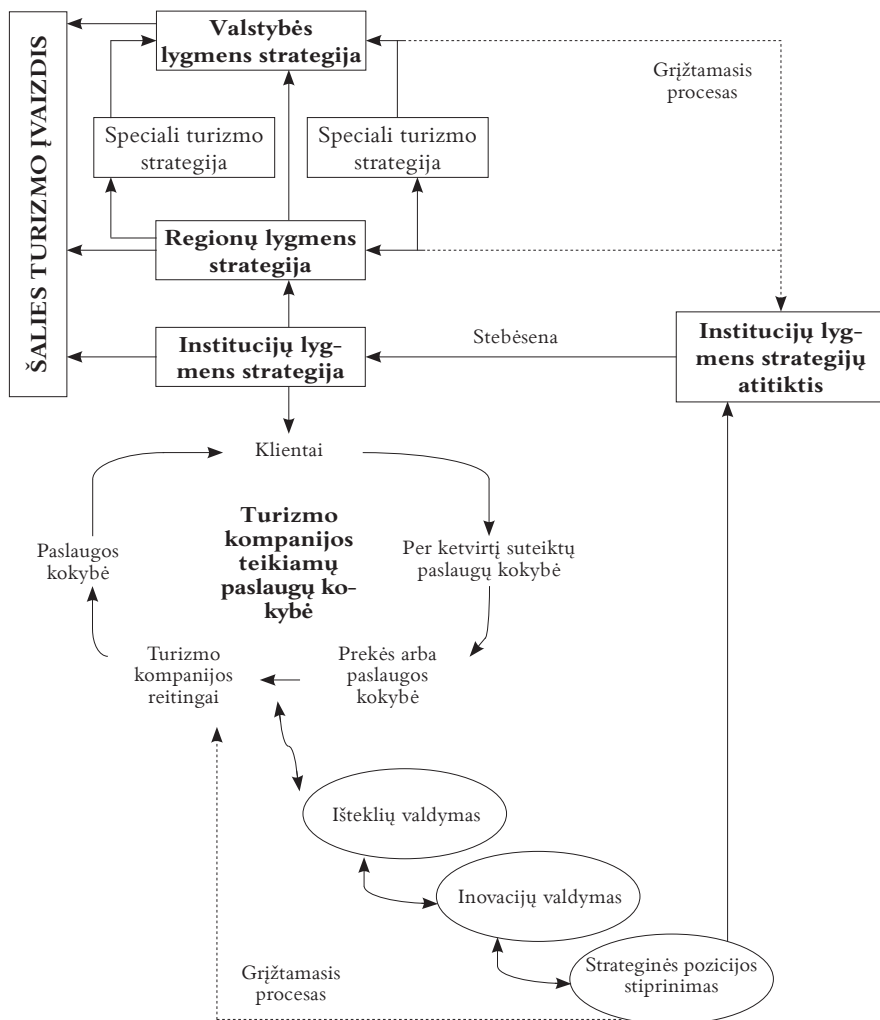 ŠALIES TURIZMO ĮVAIZDIS
Valstybės
lygmens strategija
Grįžtamasis
procesas
Speciali turizmo
strategija
Speciali turizmo
strategija
Regionų lygmens
strategija
Institucijų lyg-
mens strategija
Stebėsena
Institucijų lyg-
mens strategijų
atitiktis
Klientai
Turizmo
kompanijos
teikiamų
paslaugų ko-
kybė
Paslaugos
kokybė
Per ketvirtį suteiktų
paslaugų kokybė
Turizmo
kompanijos
reitingai
Prekės arba
paslaugos
kokybė
Išteklių valdymas
Inovacijų valdymas
Strateginės pozicijos
stiprinimas
Grįžtamasis
procesas